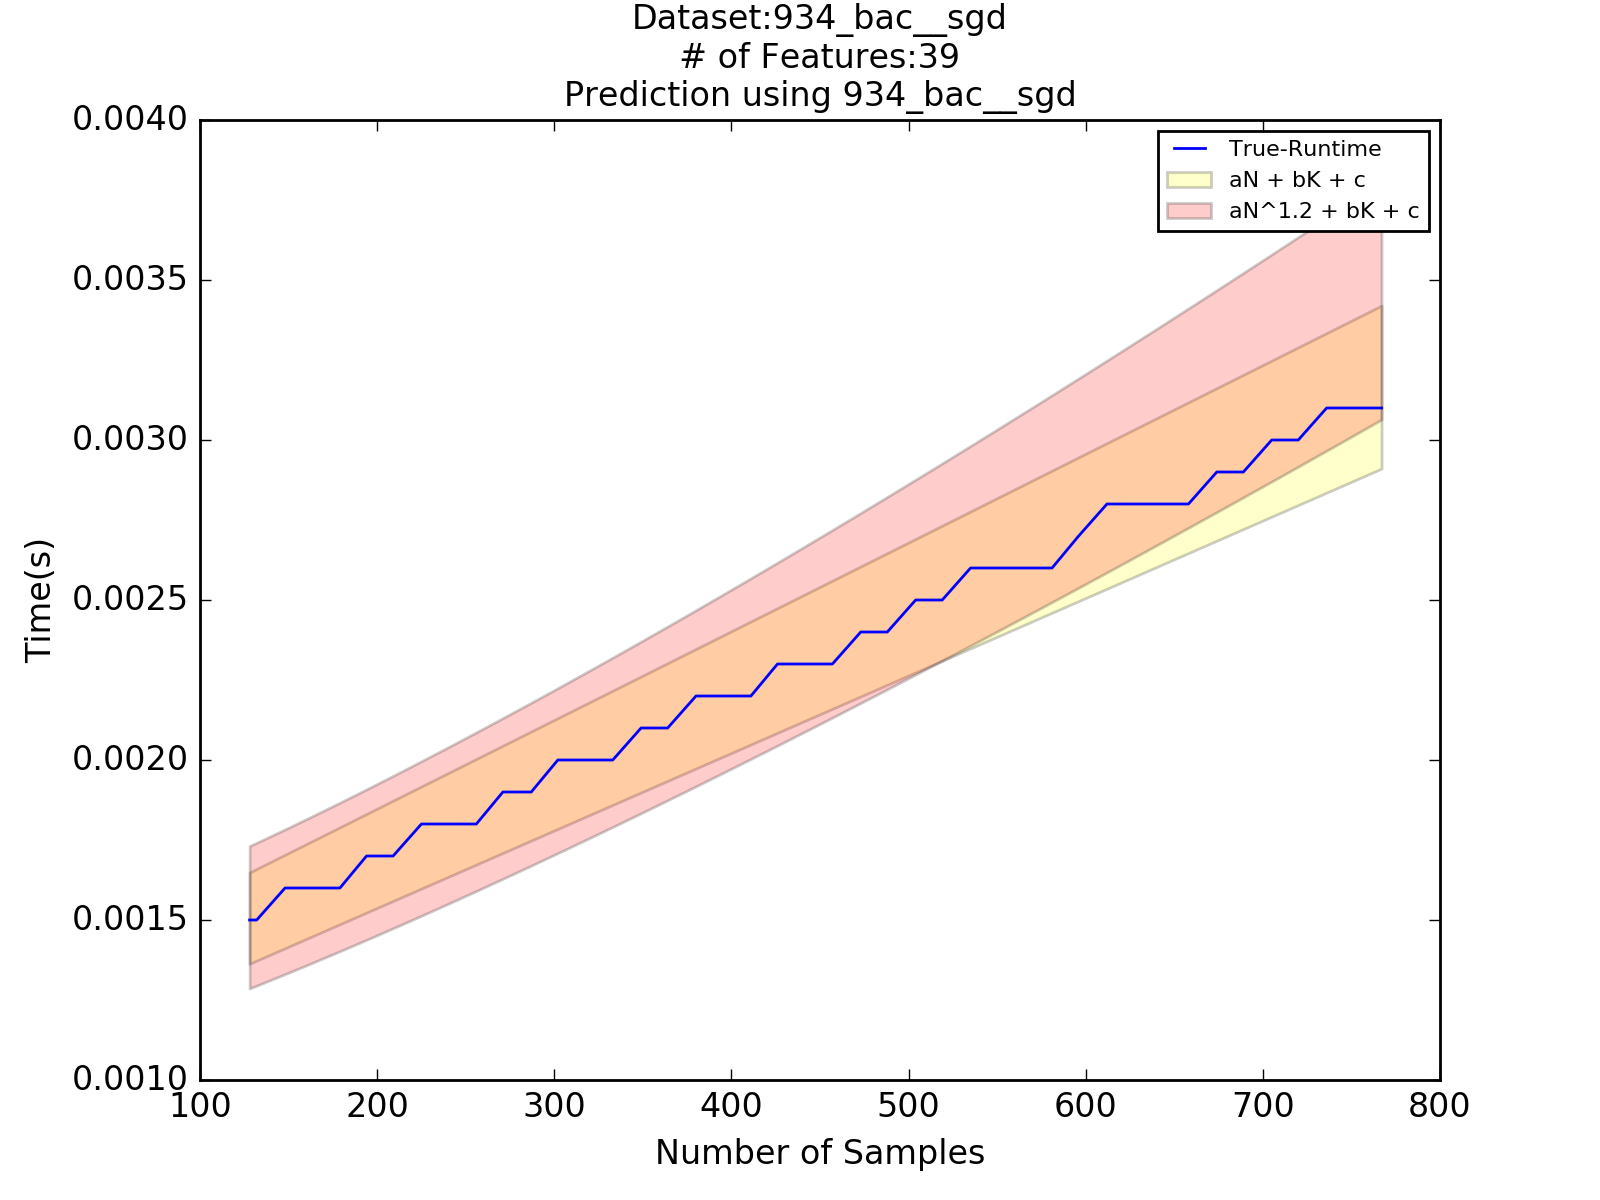 Dataset:934_bac__sgd
# of Features:39
Prediction using 934_bac__sgd
0.0040
0.0035
0.0030
0.0025
0.0020
0.0015
0.0010
Time(s)
True-Runtime
aN + bK + c
aN^1.2 + bK + c
100 200 300 400 500 600 700 800
Number of Samples